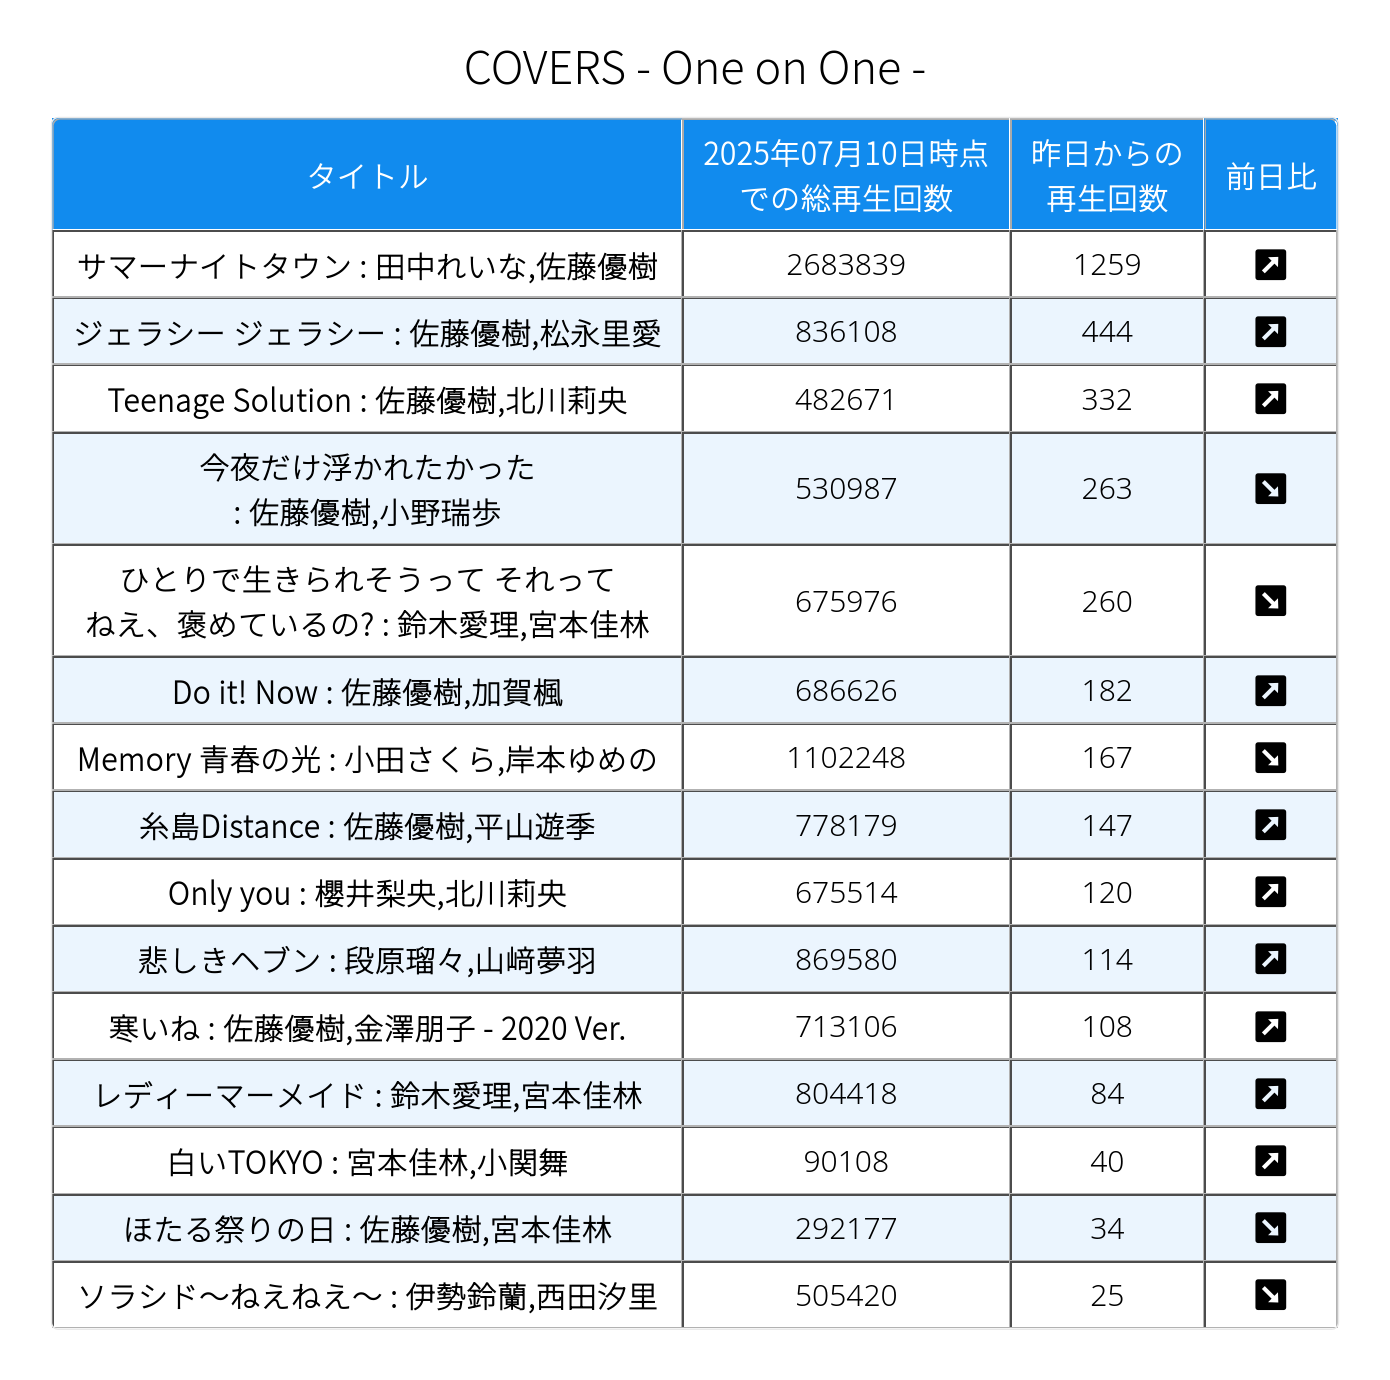 COVERS - One on One -
タイトル
2025年07月10日時点
での総再生回数
昨日からの
再生回数
前日比
サマーナイトタウン : 田中れいな,佐藤優樹
2683839
1259
ジェラシー ジェラシー : 佐藤優樹,松永里愛
836108
444
Teenage Solution : 佐藤優樹,北川莉央
482671
332
今夜だけ浮かれたかった
: 佐藤優樹,小野瑞歩
530987
263
ひとりで生きられそうって それって
ねえ、褒めているの? : 鈴木愛理,宮本佳林
675976
260
Do it! Now : 佐藤優樹,加賀楓
686626
182
Memory 青春の光 : 小田さくら,岸本ゆめの
1102248
167
糸島Distance : 佐藤優樹,平山遊季
778179
147
Only you : 櫻井梨央,北川莉央
675514
120
悲しきヘブン : 段原瑠々,山﨑夢羽
869580
114
寒いね : 佐藤優樹,金澤朋子 - 2020 Ver.
713106
108
レディーマーメイド : 鈴木愛理,宮本佳林
804418
84
白いTOKYO : 宮本佳林,小関舞
90108
40
ほたる祭りの日 : 佐藤優樹,宮本佳林
292177
34
ソラシド〜ねえねえ〜 : 伊勢鈴蘭,西田汐里
505420
25